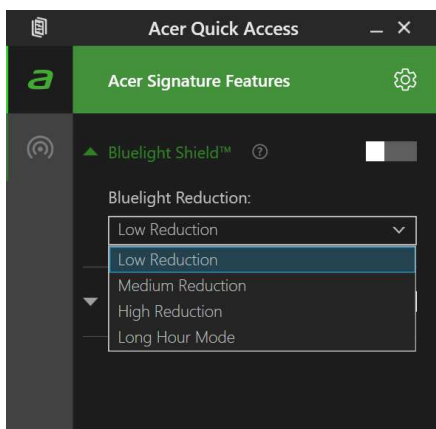 Acer Quick Access
a
Acer Signature Features
Bluelight Shield™ ?
Bluelight Reduction:
Low Reduction
Low Reduction
Medium Reduction
High Reduction
Long Hour Mode